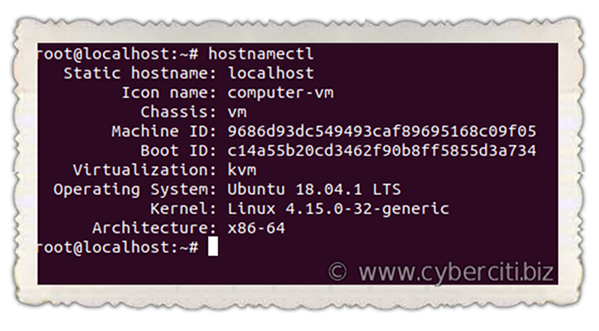 root@localhost:~# hostnamectl
Static hostname: localhost
Icon name: computer-vm
Chassis: vm
Machine ID: 9686d93dc549493caf89695168c09f05
Boot ID: c14a55b20cd3462f90b8ff5855d3a734
Virtualization: kvm
Operating System: Ubuntu 18.04.1 LTS
Kernel: Linux 4.15.0-32-generic
Architecture: x86-64
root@localhost:~#
© www.cyberciti.biz